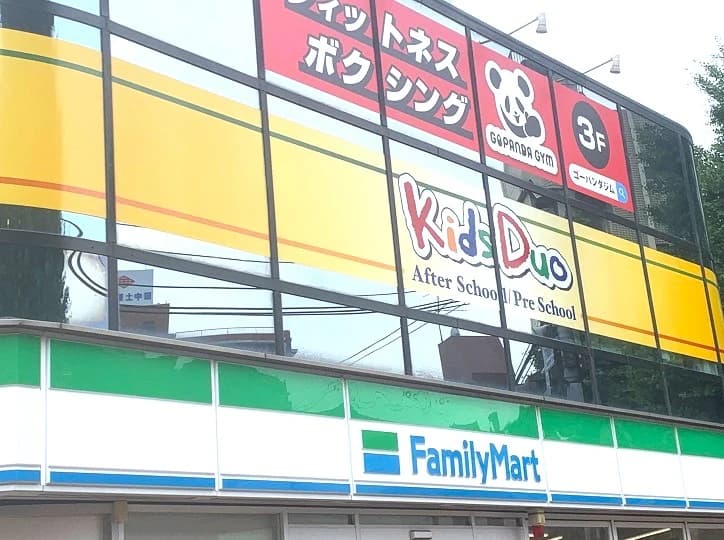 フィットネス
ボクシング
GOPANDA GYM
3F
ゴーパンダジム
Kids Duo
After School/Pre School
FamilyMart